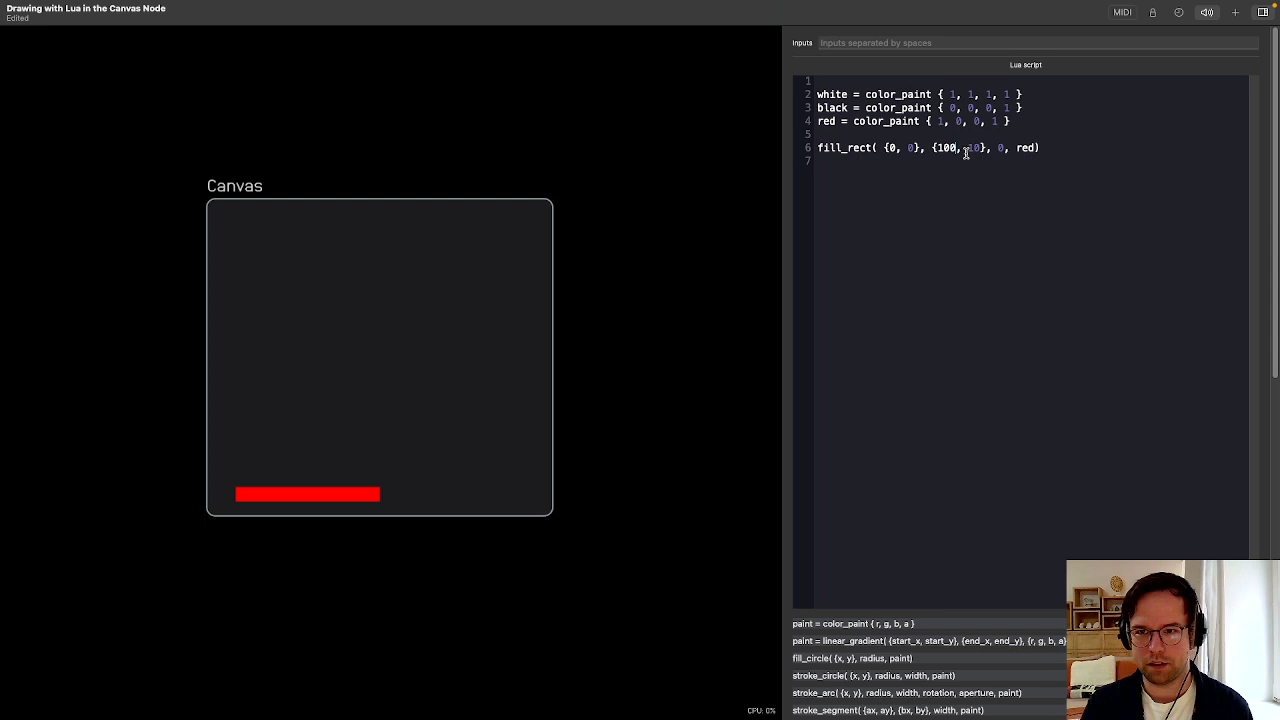 Drawing with Lua in the Canvas Node
Edited
MIDI
Inputs
Inputs separated by spaces
Lua script
1
2 white = color_paint { 1, 1, 1, 1 }
3 black = color_paint { 0, 0, 0, 1 }
4 red = color_paint { 1, 0, 0, 1 }
5
6 fill_rect( {0, 0}, {100, 10}, 0, red)
7
Canvas
paint = color_paint { r, g, b, a }
paint = linear_gradient( {start_x, start_y}, {end_x, end_y}, {r, g, b, a}
fill_circle( {x, y}, radius, paint)
stroke_circle( {x, y}, radius, width, paint)
stroke_arc( {x, y}, radius, width, rotation, aperture, paint)
stroke_segment( {ax, ay}, {bx, by}, width, paint)
CPU: 0%